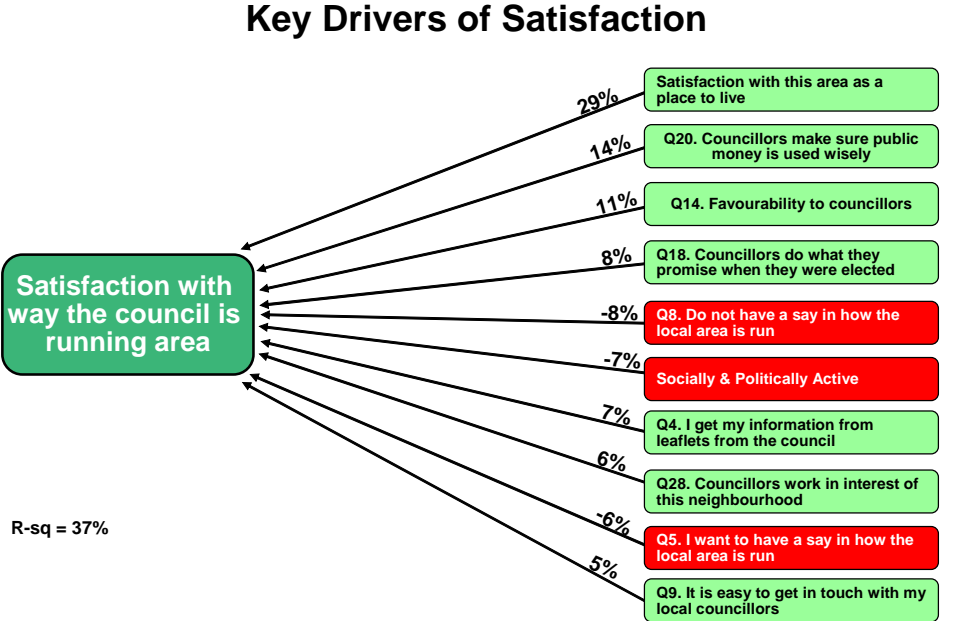 Key Drivers of Satisfaction
29%
Satisfaction with this area as a
place to live
14%
Q20. Councillors make sure public
money is used wisely
11%
Q14. Favourability to councillors
8%
Q18. Councillors do what they
promise when they were elected
Satisfaction with
way the council is
running area
-8%
Q8. Do not have a say in how the
local area is run
-7%
Socially & Politically Active
7%
Q4. I get my information from
leaflets from the council
6%
Q28. Councillors work in interest of
this neighbourhood
R-sq = 37%
-6%
Q5. I want to have a say in how the
local area is run
5%
Q9. It is easy to get in touch with my
local councillors